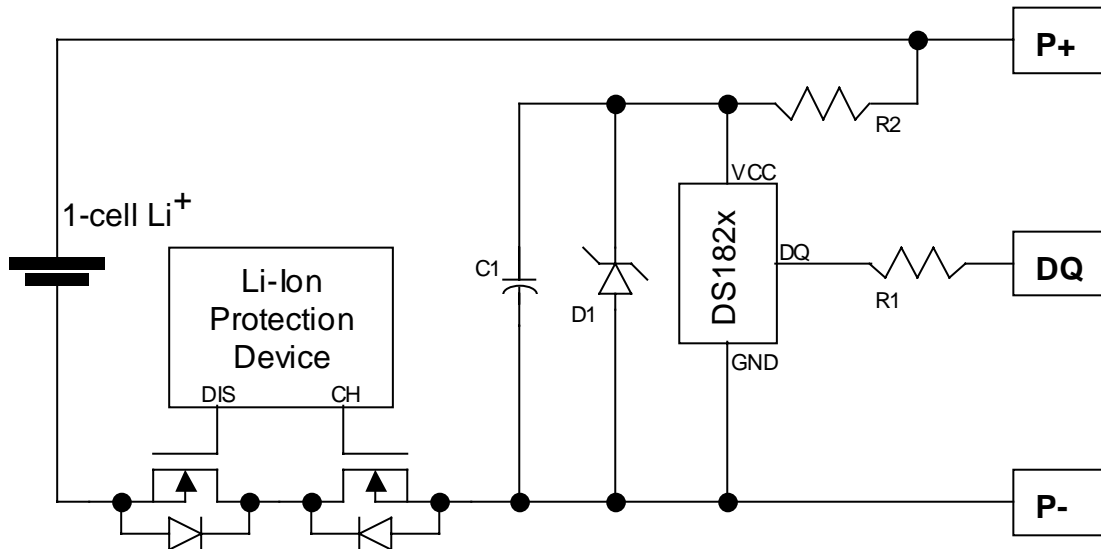 P+
R2
VCC
1-cell Li+
DS182x
DQ
DQ
R1
C1
D1
Li-Ion
Protection
Device
DIS
CH
GND
P-